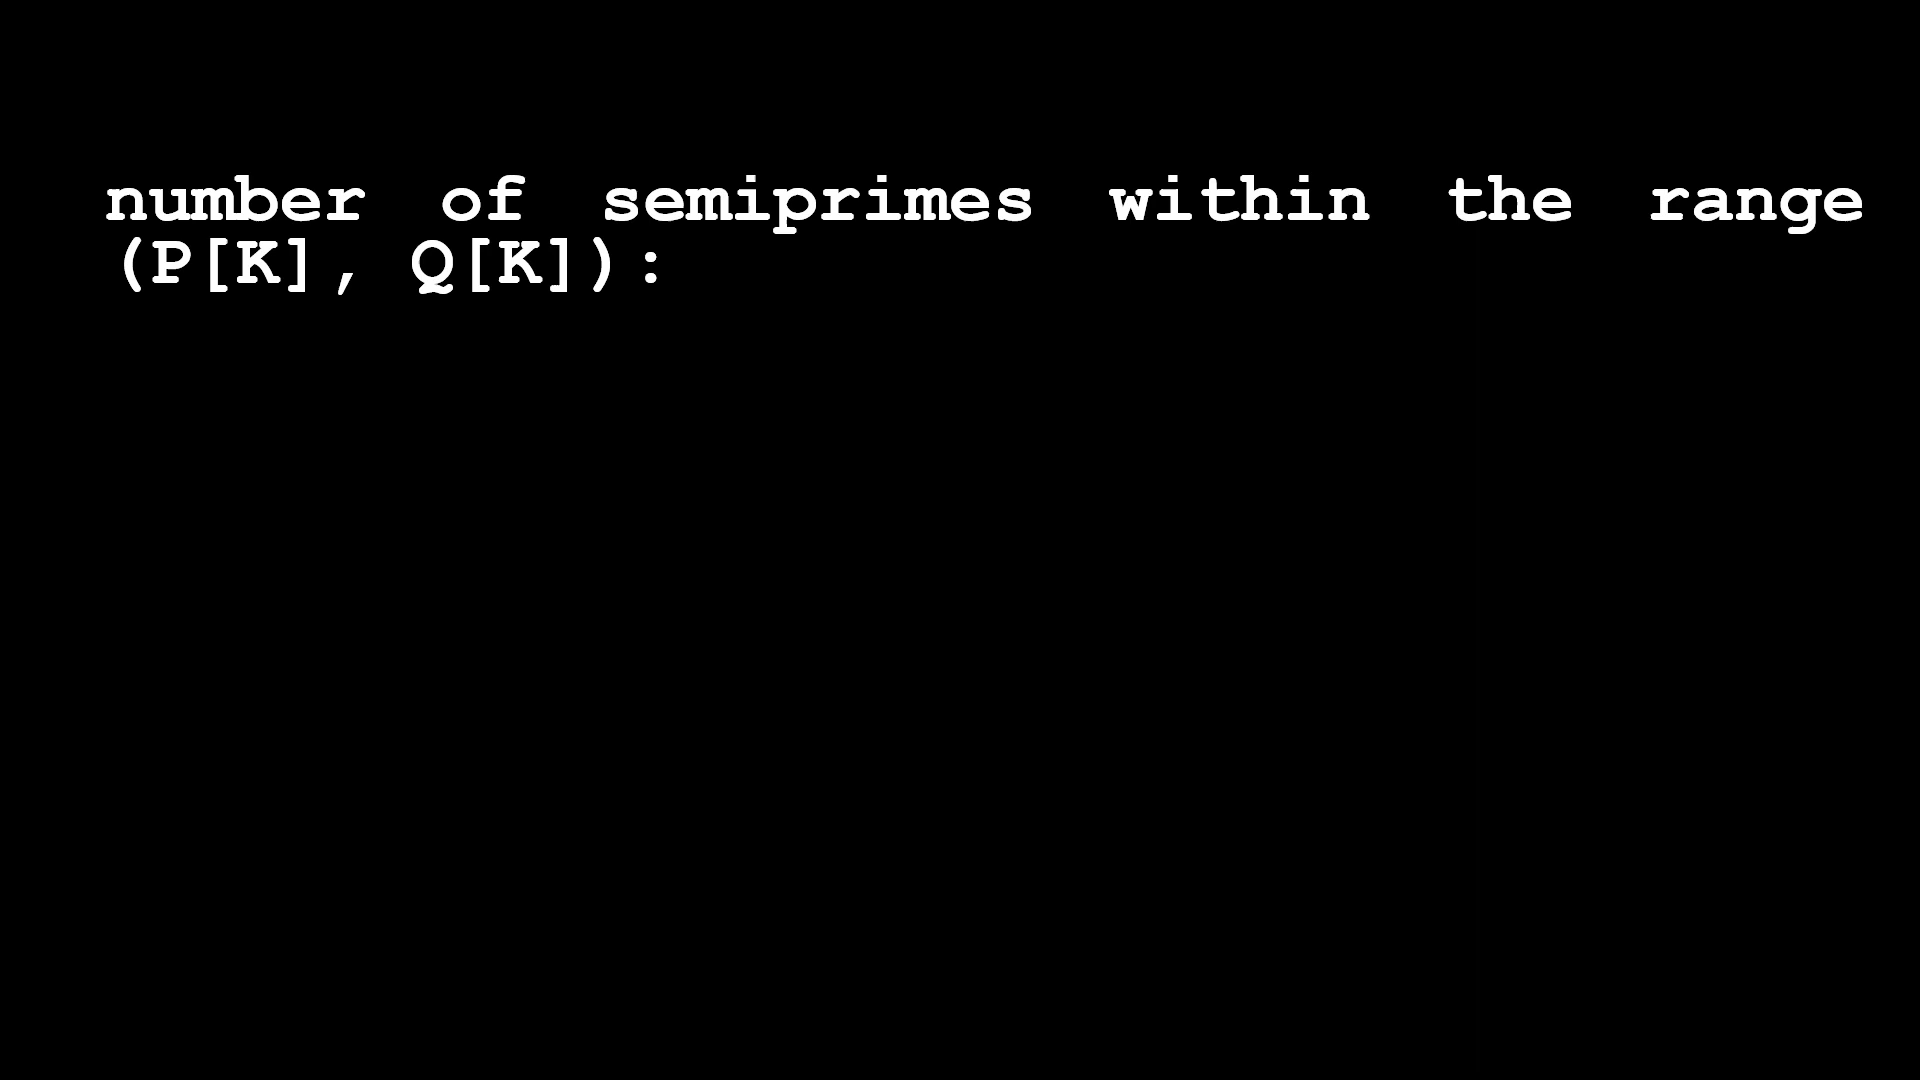 number of semiprimes within the range
(P[K], Q[K]):